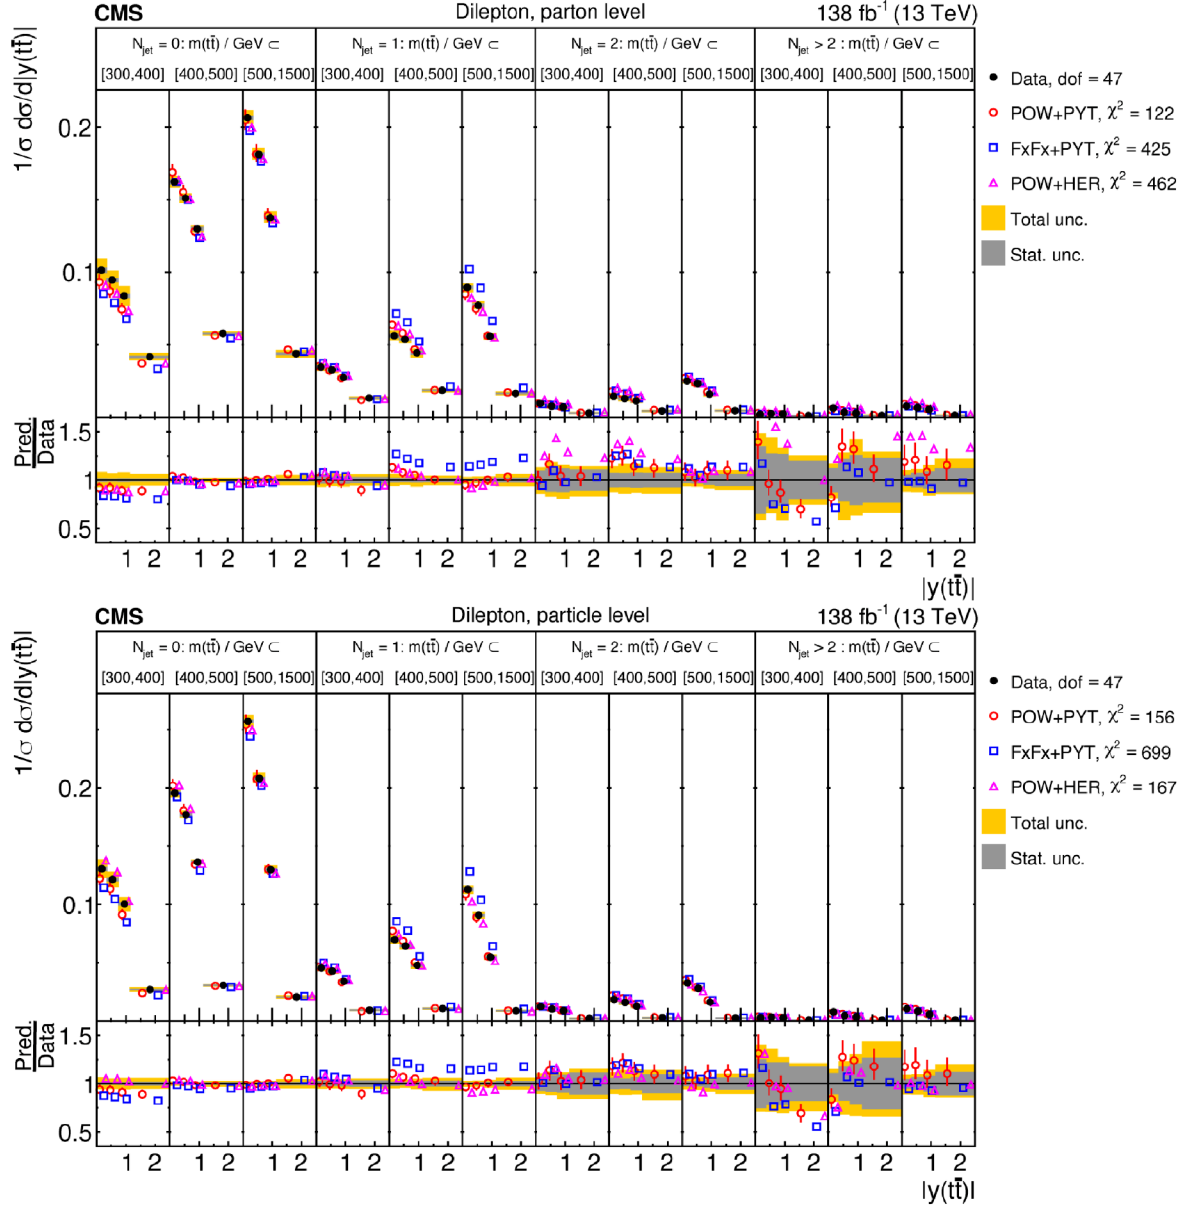 CMS Dilepton, parton level 138 fb⁻¹ (13 TeV)
N_jet = 0: m(tt̄) / GeV ⊂ N_jet = 1: m(tt̄) / GeV ⊂ N_jet = 2: m(tt̄) / GeV ⊂ N_jet > 2 : m(tt̄) / GeV ⊂
[300,400] [400,500] [500,1500] [300,400] [400,500] [500,1500] [300,400] [400,500] [500,1500] [300,400] [400,500] [500,1500]
1/σ dσ/d|y(tt̄)|
0.2
0.1
Data, dof = 47
POW+PYT, χ² = 122
FxFx+PYT, χ² = 425
POW+HER, χ² = 462
Total unc.
Stat. unc.
Pred.
Data
1.5
1
0.5
1 2 1 2 1 2 1 2 1 2 1 2 1 2 1 2 1 2 1 2 1 2 1 2
|y(tt̄)|
CMS Dilepton, particle level 138 fb⁻¹ (13 TeV)
N_jet = 0: m(tt̄) / GeV ⊂ N_jet = 1: m(tt̄) / GeV ⊂ N_jet = 2: m(tt̄) / GeV ⊂ N_jet > 2 : m(tt̄) / GeV ⊂
[300,400] [400,500] [500,1500] [300,400] [400,500] [500,1500] [300,400] [400,500] [500,1500] [300,400] [400,500] [500,1500]
1/σ dσ/d|y(tt̄)|
0.2
0.1
Data, dof = 47
POW+PYT, χ² = 156
FxFx+PYT, χ² = 699
POW+HER, χ² = 167
Total unc.
Stat. unc.
Pred.
Data
1.5
1
0.5
1 2 1 2 1 2 1 2 1 2 1 2 1 2 1 2 1 2 1 2 1 2 1 2
|y(tt̄)|